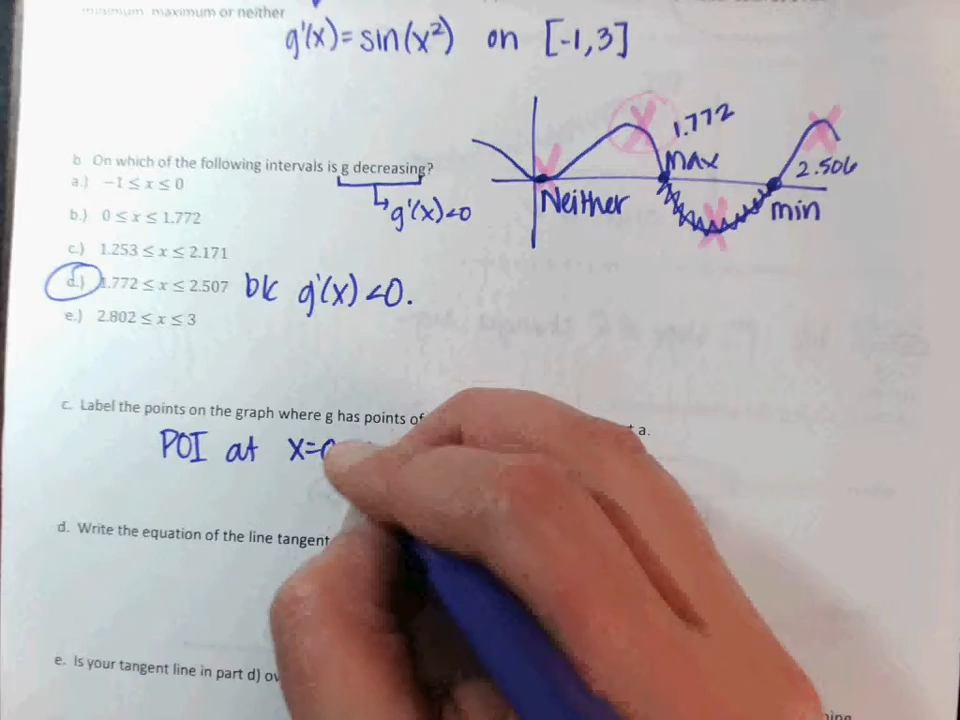 minimum, maximum or neither
g'(x) = sin(x²) on [-1,3]
b. On which of the following intervals is g decreasing?
g'(x)<0
a.) −1 ≤ x ≤ 0
b.) 0 ≤ x ≤ 1.772
c.) 1.253 ≤ x ≤ 2.171
d.) 1.772 ≤ x ≤ 2.507 b/c g'(x) <0.
e.) 2.802 ≤ x ≤ 3
1.772
Max
2.506
Neither
min
c. Label the points on the graph where g has points of
a.
POI at x=0
d. Write the equation of the line tangent
e. Is your tangent line in part d)